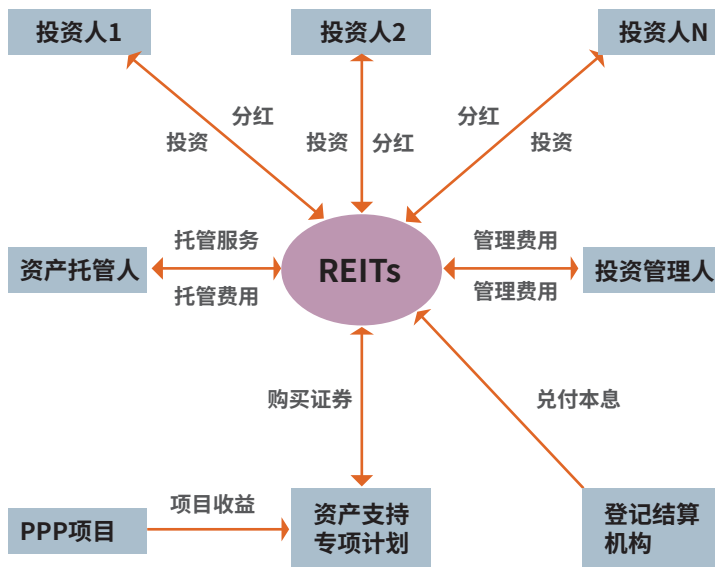 投资人1
投资人2
投资人N
分红
分红
投资
投资
分红
投资
托管服务
管理费用
资产托管人
REITs
投资管理人
托管费用
管理费用
购买证券
兑付本息
项目收益
PPP项目
资产支持
专项计划
登记结算
机构